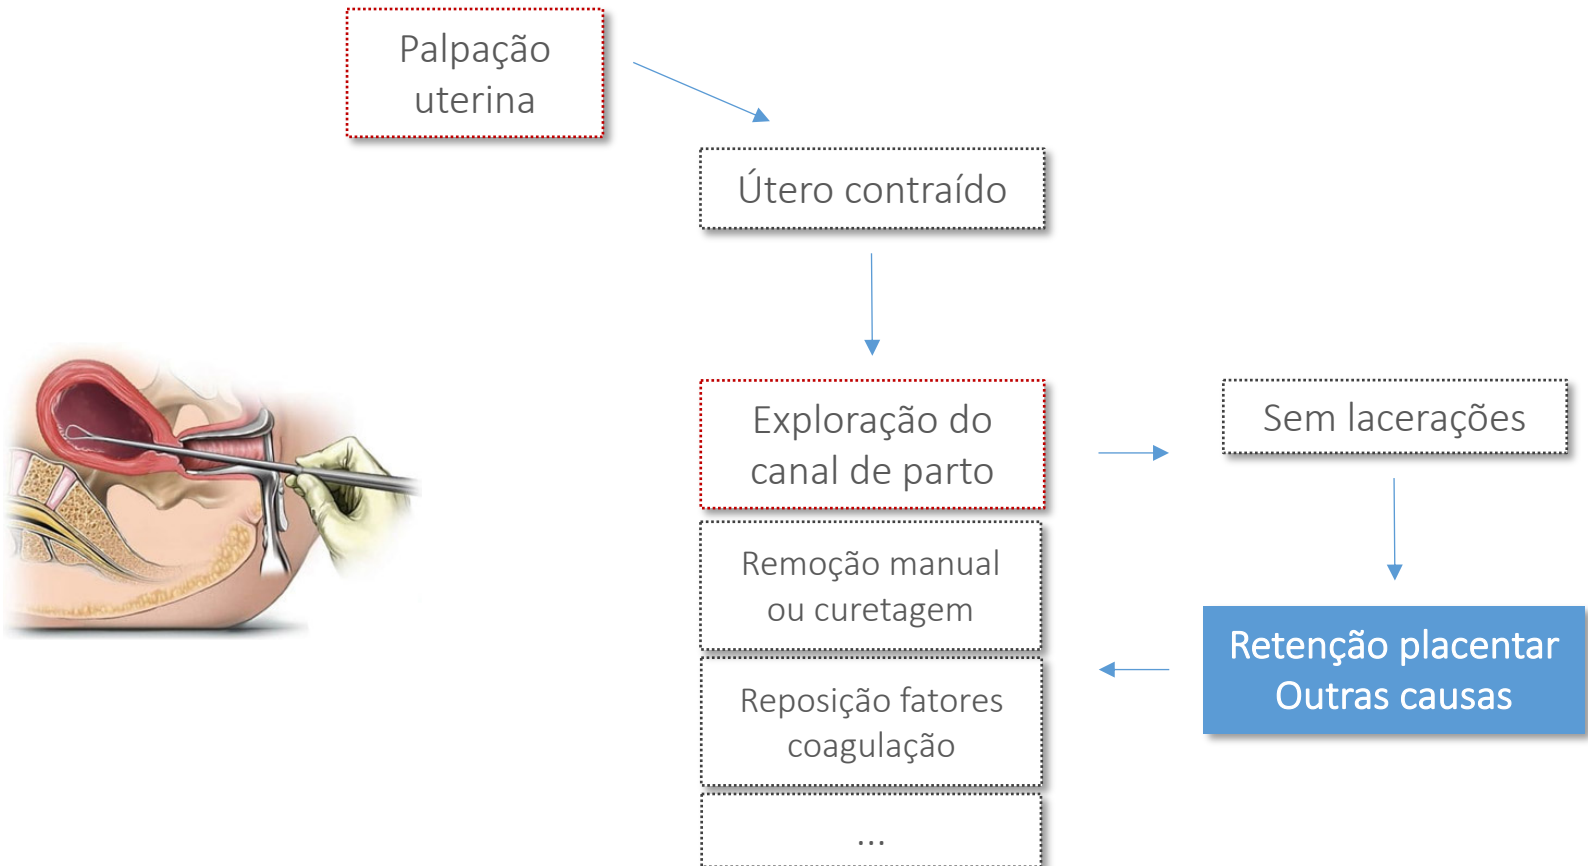 Palpação
uterina
Útero contraído
Exploração do
canal de parto
Sem lacerações
Remoção manual
ou curetagem
Retenção placentar
Outras causas
Reposição fatores
coagulação
...